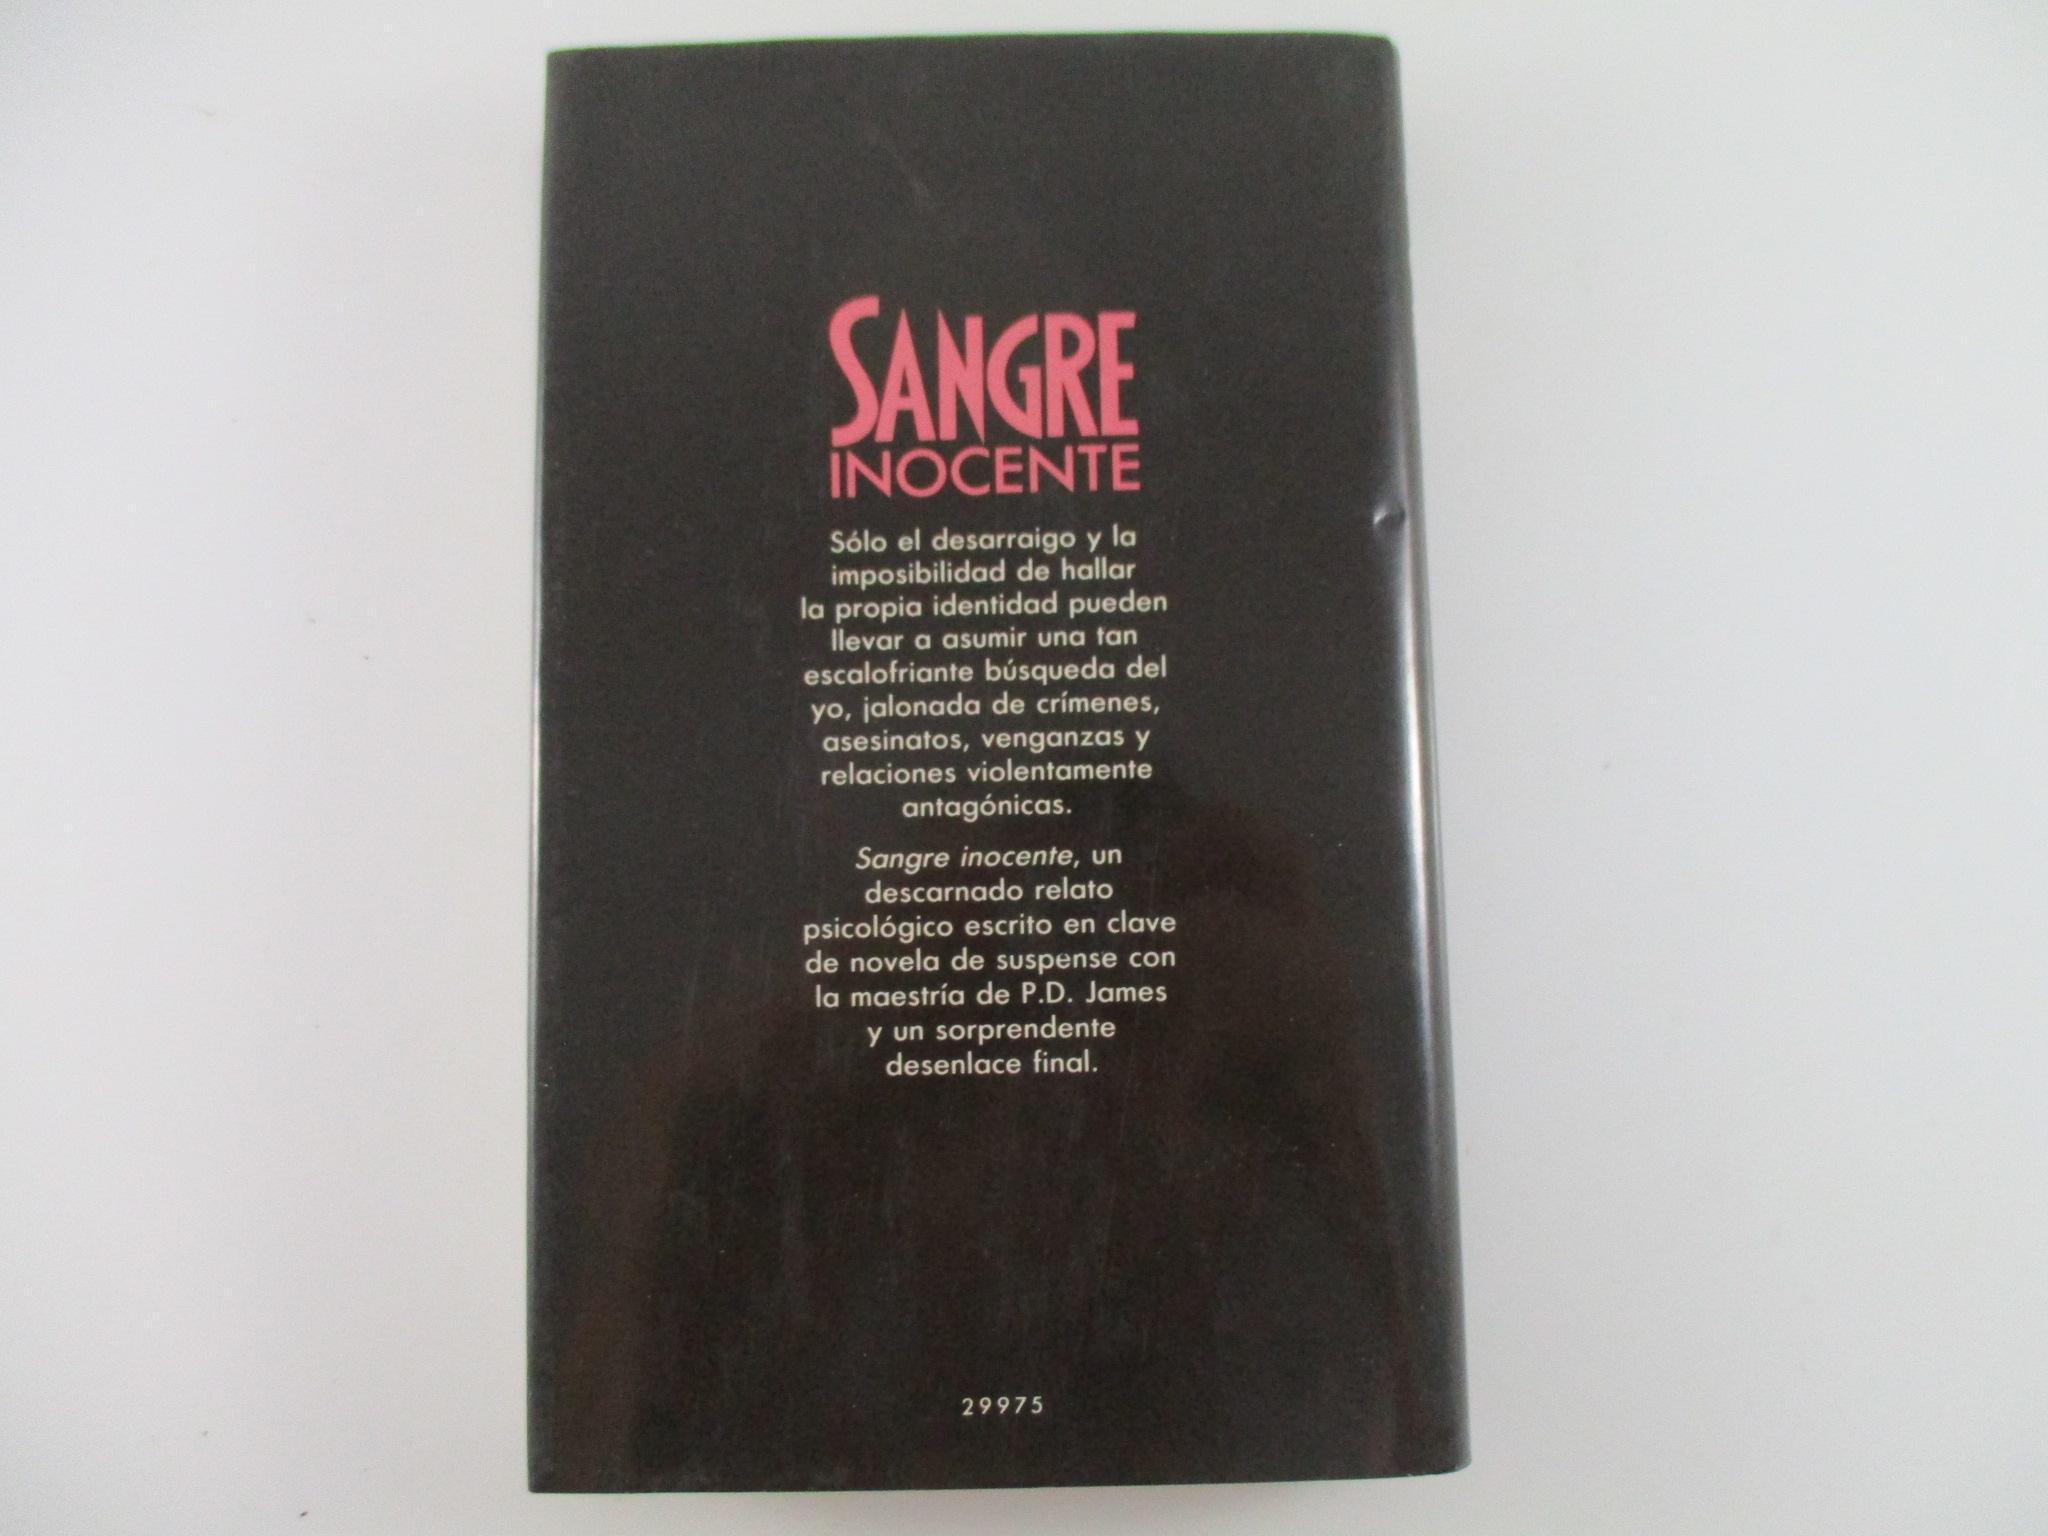 SANGRE
INOCENTE
Sólo el desarraigo y la
imposibilidad de hallar
la propia identidad pueden
llevar a asumir una tan
escalofriante búsqueda del
yo, jalonada de crímenes,
asesinatos, venganzas y
relaciones violentamente
antagónicas.
Sangre inocente, un
descarnado relato
psicológico escrito en clave
de novela de suspense con
la maestría de P.D. James
y un sorprendente
desenlace final.
29975